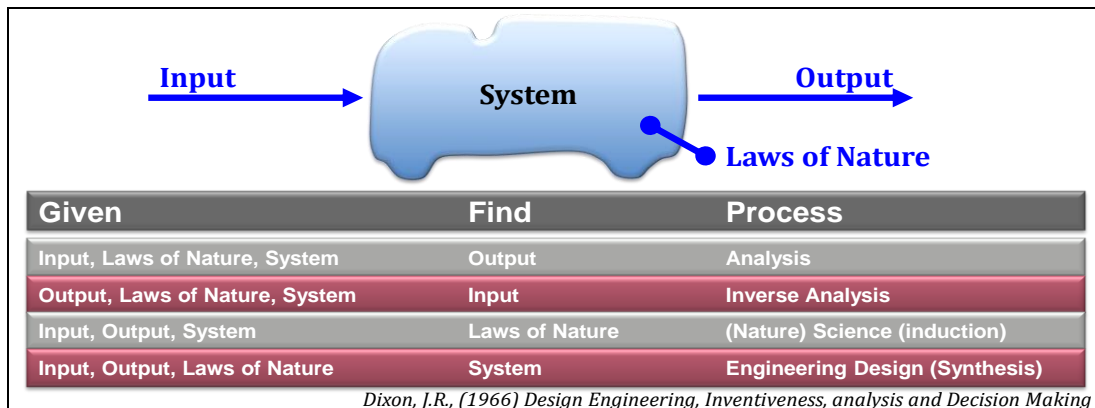 Input
System
Output
Laws of Nature
Given Find Process
Input, Laws of Nature, System Output Analysis
Output, Laws of Nature, System Input Inverse Analysis
Input, Output, System Laws of Nature (Nature) Science (induction)
Input, Output, Laws of Nature System Engineering Design (Synthesis)
Dixon, J.R., (1966) Design Engineering, Inventiveness, analysis and Decision Making